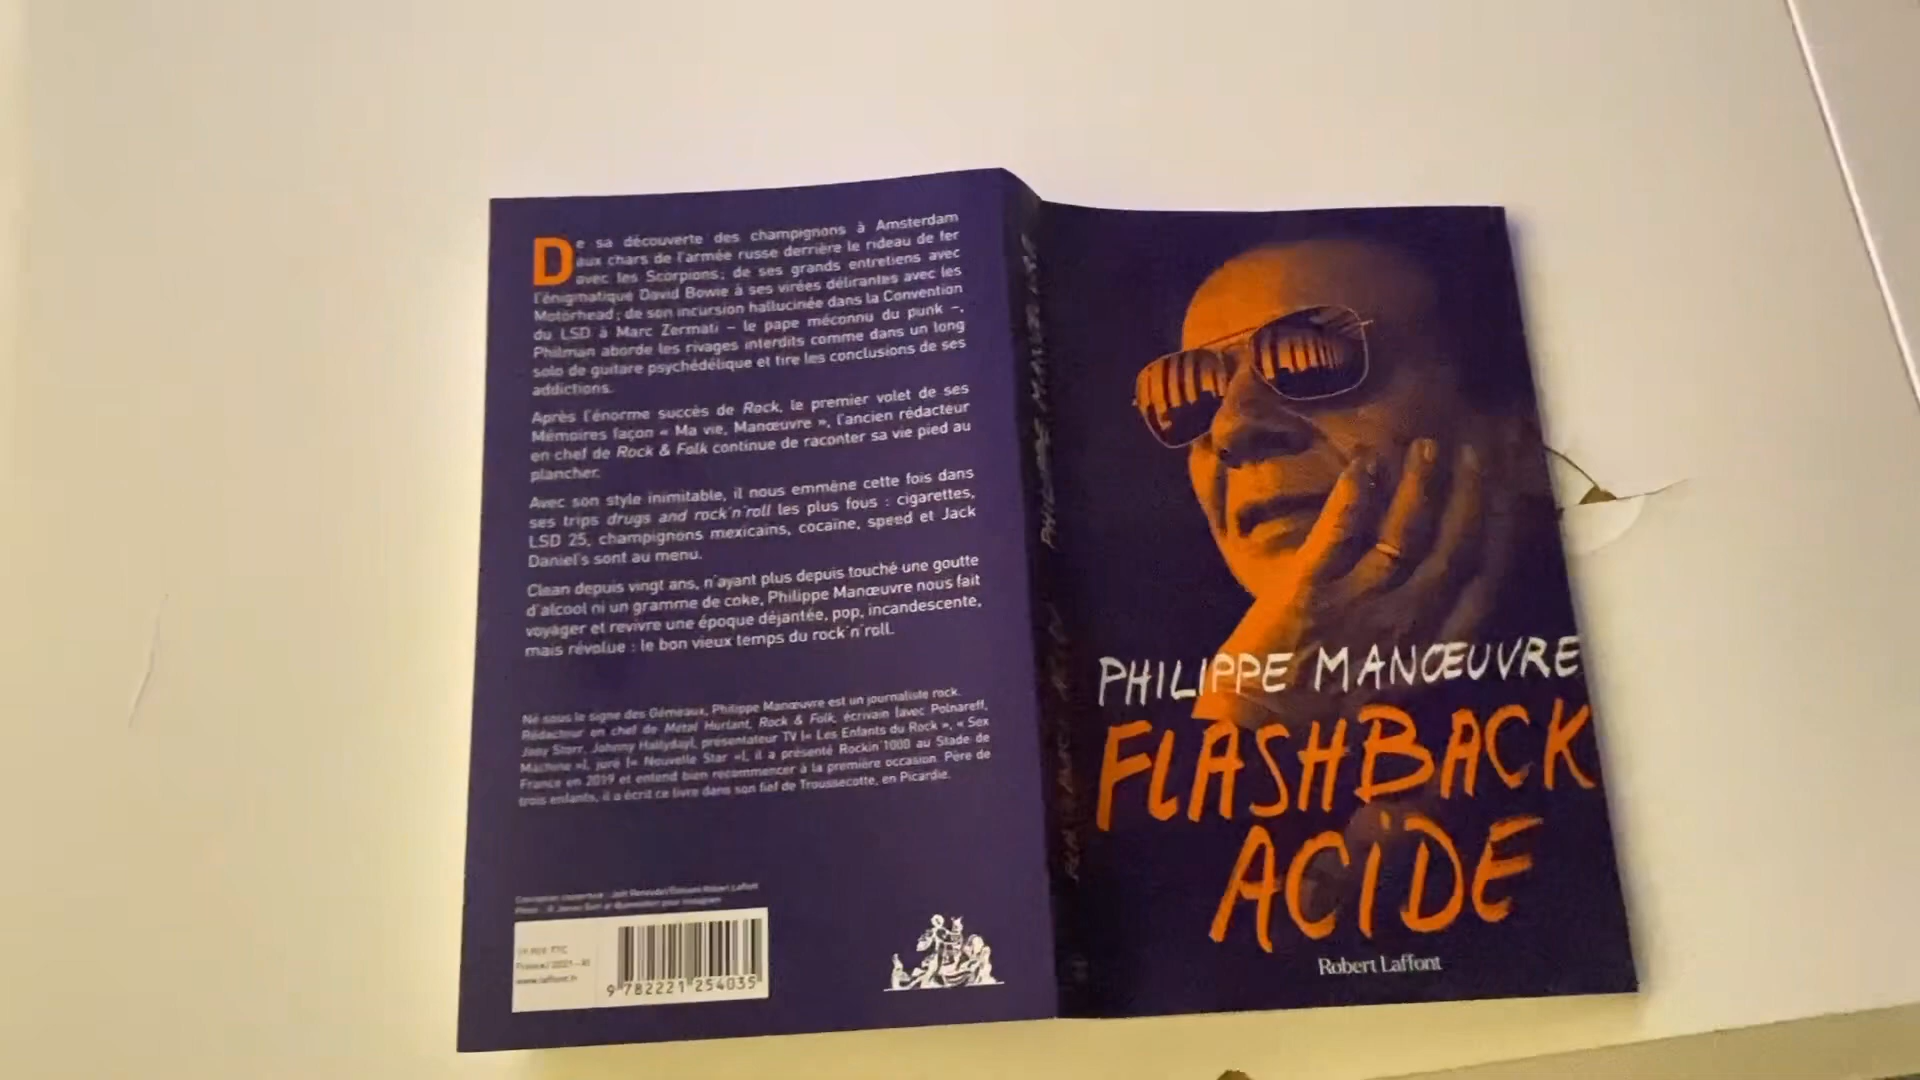 De sa découverte des champignons à Amsterdam
aux chars de l'armée russe derrière le rideau de fer
avec les Scorpions ; de ses grands entretiens avec
l'énigmatique David Bowie à ses virées délirantes avec les
Motörhead ; de son incursion hallucinée dans la Convention
du LSD à Marc Zermati – le pape méconnu du punk –,
Philman aborde les rivages interdits comme dans un long
solo de guitare psychédélique et tire les conclusions de ses
addictions.
Après l'énorme succès de Rock, le premier volet de ses
Mémoires façon « Ma vie, Manœuvre », l'ancien rédacteur
en chef de Rock & Folk continue de raconter sa vie pied au
plancher.
Avec son style inimitable, il nous emmène cette fois dans
ses trips drugs and rock'n'roll les plus fous : cigarettes,
LSD 25, champignons mexicains, cocaïne, speed et Jack
Daniel's sont au menu.
Clean depuis vingt ans, n'ayant plus depuis touché une goutte
d'alcool ni un gramme de coke, Philippe Manœuvre nous fait
voyager et revivre une époque déjantée, pop, incandescente,
mais révolue : le bon vieux temps du rock'n'roll.
Né sous le signe des Gémeaux, Philippe Manœuvre est un journaliste rock.
Rédacteur en chef de Métal Hurlant, Rock & Folk, écrivain (avec Polnareff,
Joey Starr, Johnny Hallyday), présentateur TV (« Les Enfants du Rock », « Sex
Machine »), juré (« Nouvelle Star »), il a présenté Rockin'1000 au Stade de
France en 2019 et entend bien recommencer à la première occasion. Père de
trois enfants, il a écrit ce livre dans son fief de Troussecotte, en Picardie.
Conception couverture : Joël Renaudat/Éditions Robert Laffont
TTC
www.laffont.fr
9 782221 254035
PHILIPPE MANŒUVRE
PHILIPPE MANŒUVRE
FLASHBACK
ACiDE
Robert Laffont